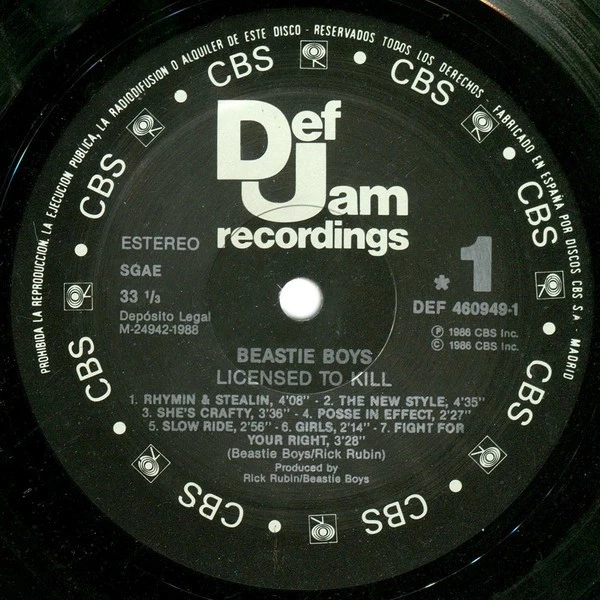 PROHIBIDA LA REPRODUCCION, LA EJECUCION PUBLICA, LA RADIODIFUSION O ALQUILER DE ESTE DISCO - RESERVADOS TODOS LOS DERECHOS. FABRICADO EN ESPAÑA POR DISCOS CBS S.A. - MADRID
CBS
CBS
CBS
CBS
CBS
CBS
CBS
CBS
Def
Jam
recordings
ESTEREO
SGAE
33 1/3
Depósito Legal
M-24942-1988
*1
DEF 460949-1
Ⓟ 1986 CBS Inc.
© 1986 CBS Inc.
BEASTIE BOYS
LICENSED TO KILL
1. RHYMIN & STEALIN, 4'08" - 2. THE NEW STYLE, 4'35"
3. SHE'S CRAFTY, 3'36" - 4. POSSE IN EFFECT, 2'27"
5. SLOW RIDE, 2'56" - 6. GIRLS, 2'14" - 7. FIGHT FOR
YOUR RIGHT, 3'28"
(Beastie Boys/Rick Rubin)
Produced by
Rick Rubin/Beastie Boys